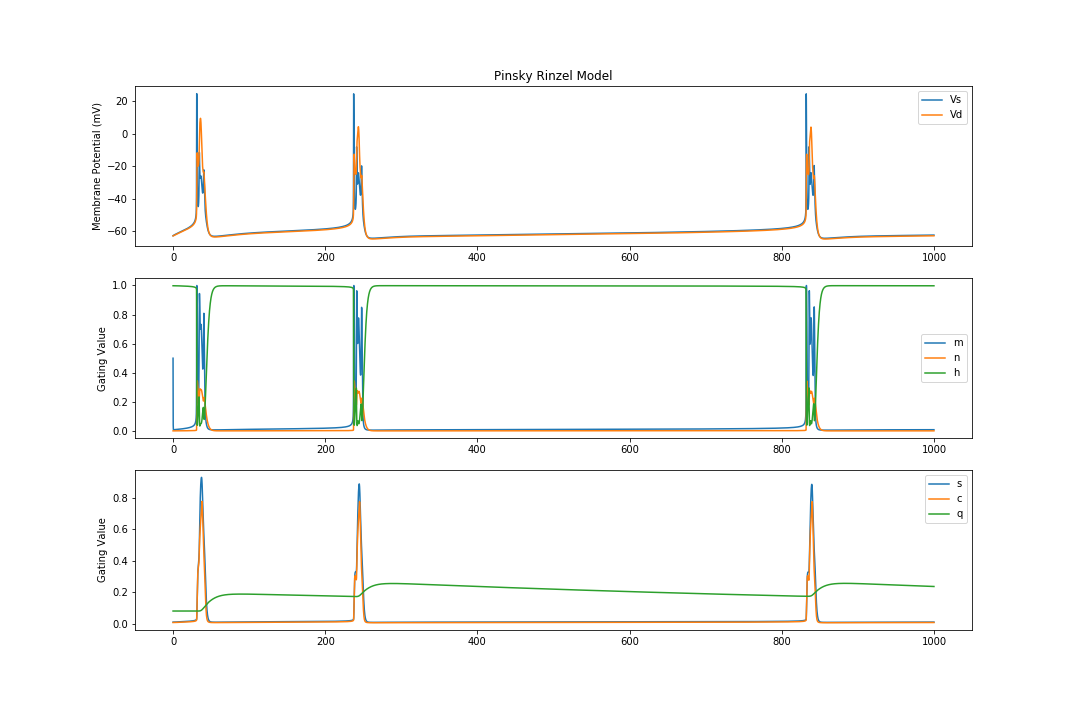 Pinsky Rinzel Model
Membrane Potential (mV)
20
0
−20
−40
−60
0 200 400 600 800 1000
Vs
Vd
Gating Value
1.0
0.8
0.6
0.4
0.2
0.0
0 200 400 600 800 1000
m
n
h
Gating Value
0.8
0.6
0.4
0.2
0.0
0 200 400 600 800 1000
s
c
q